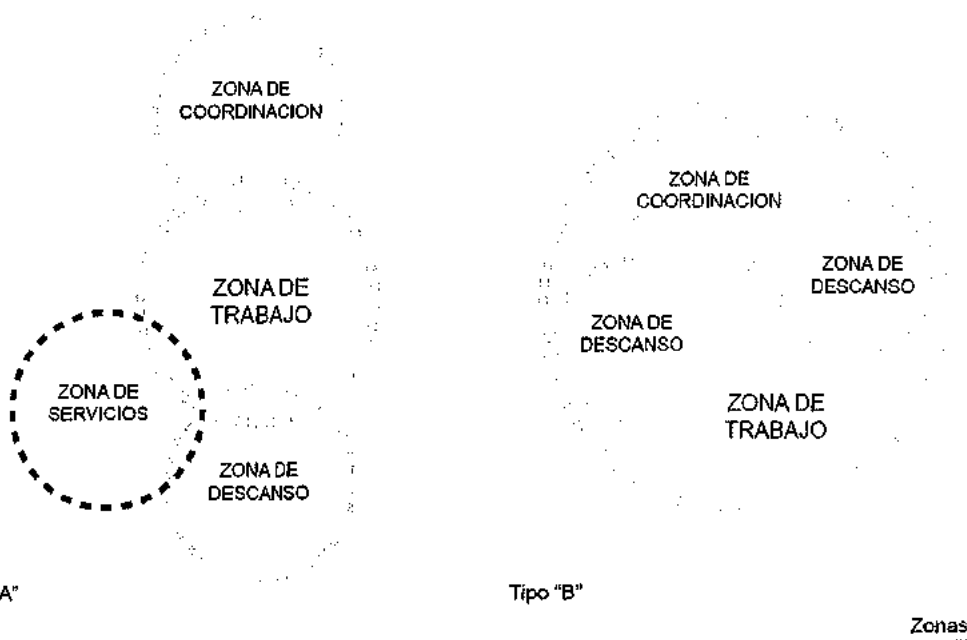 ZONA DE
COORDINACION
ZONA DE
TRABAJO
ZONA DE
SERVICIOS
ZONA DE
DESCANSO
A"
ZONA DE
COORDINACION
ZONA DE
DESCANSO
ZONA DE
DESCANSO
ZONA DE
TRABAJO
Tipo "B"
Zonas